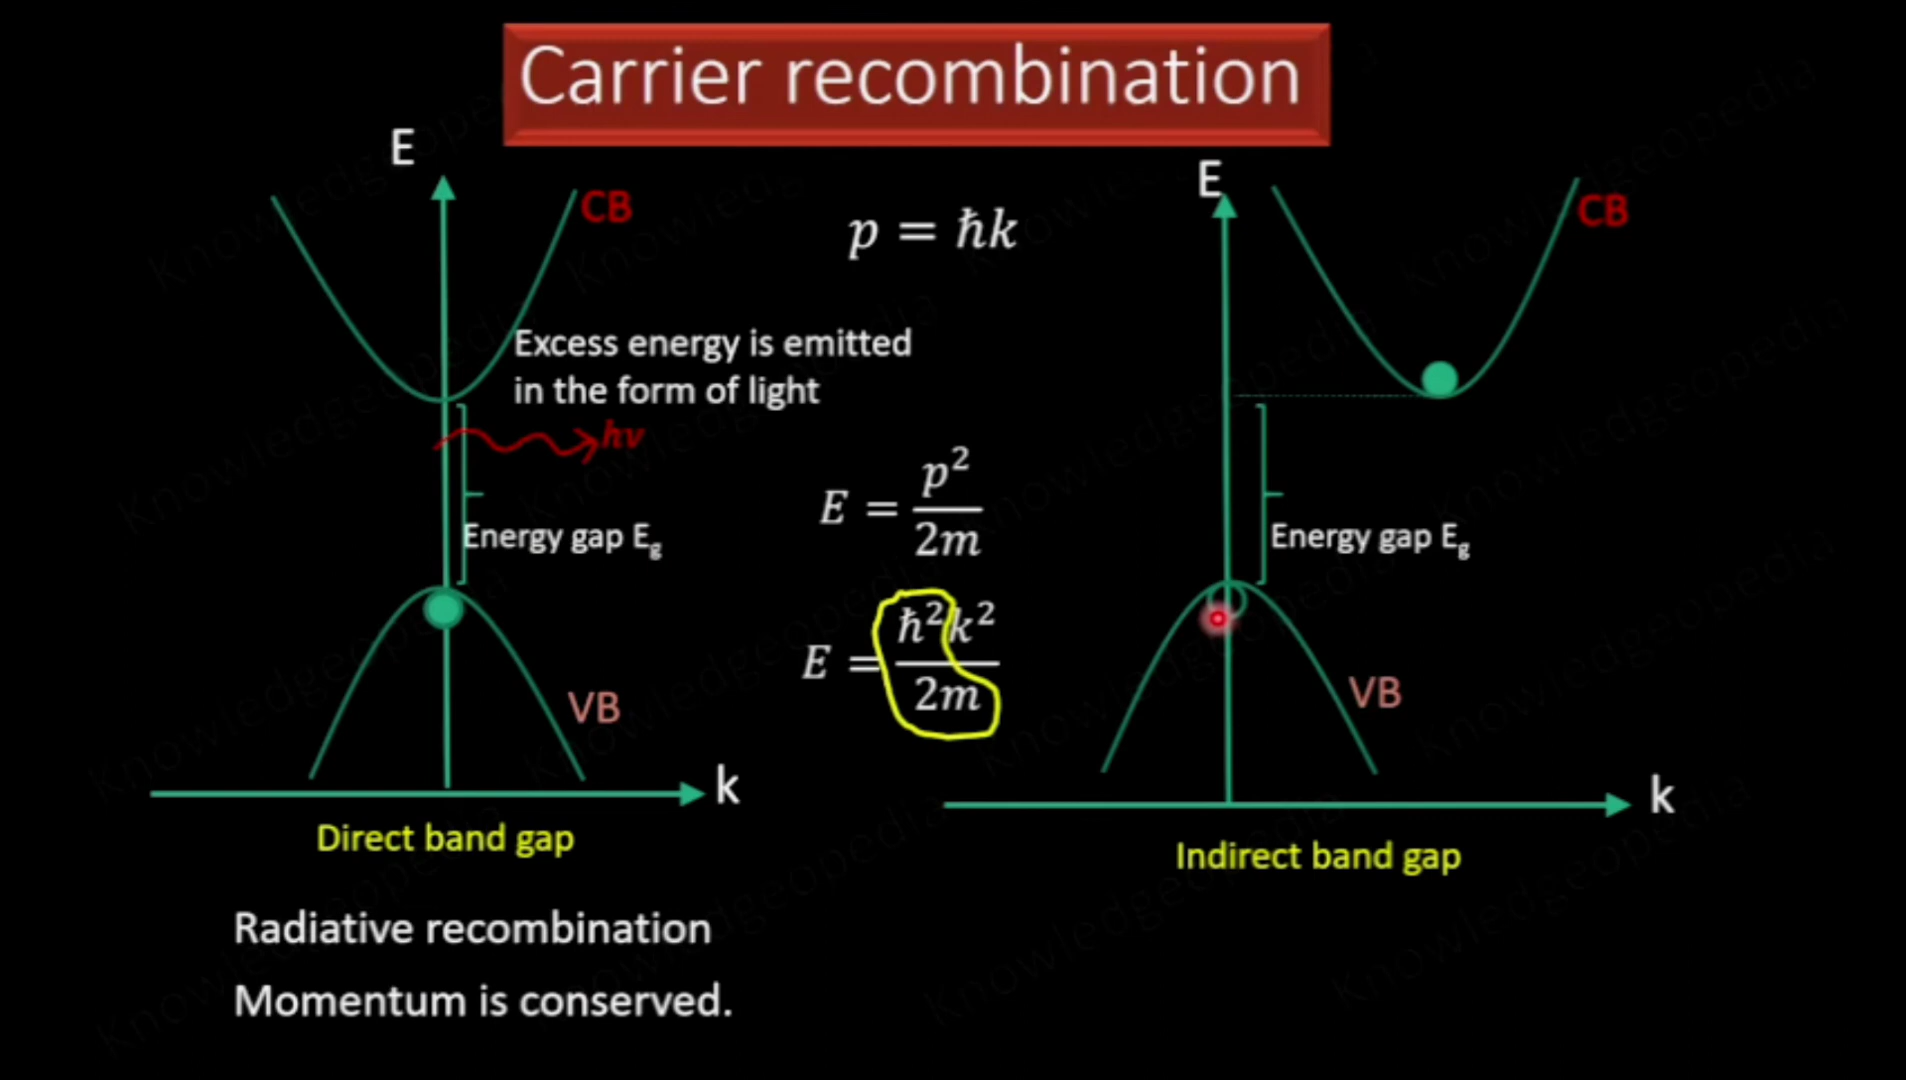 Carrier recombination
E
CB
p = ħk
Excess energy is emitted
in the form of light
hν
E = p²/2m
Energy gap Eg
E = ħ²k²/2m
VB
k
Direct band gap
Radiative recombination
Momentum is conserved.
E
CB
Energy gap Eg
VB
k
Indirect band gap
Knowledgeopedia